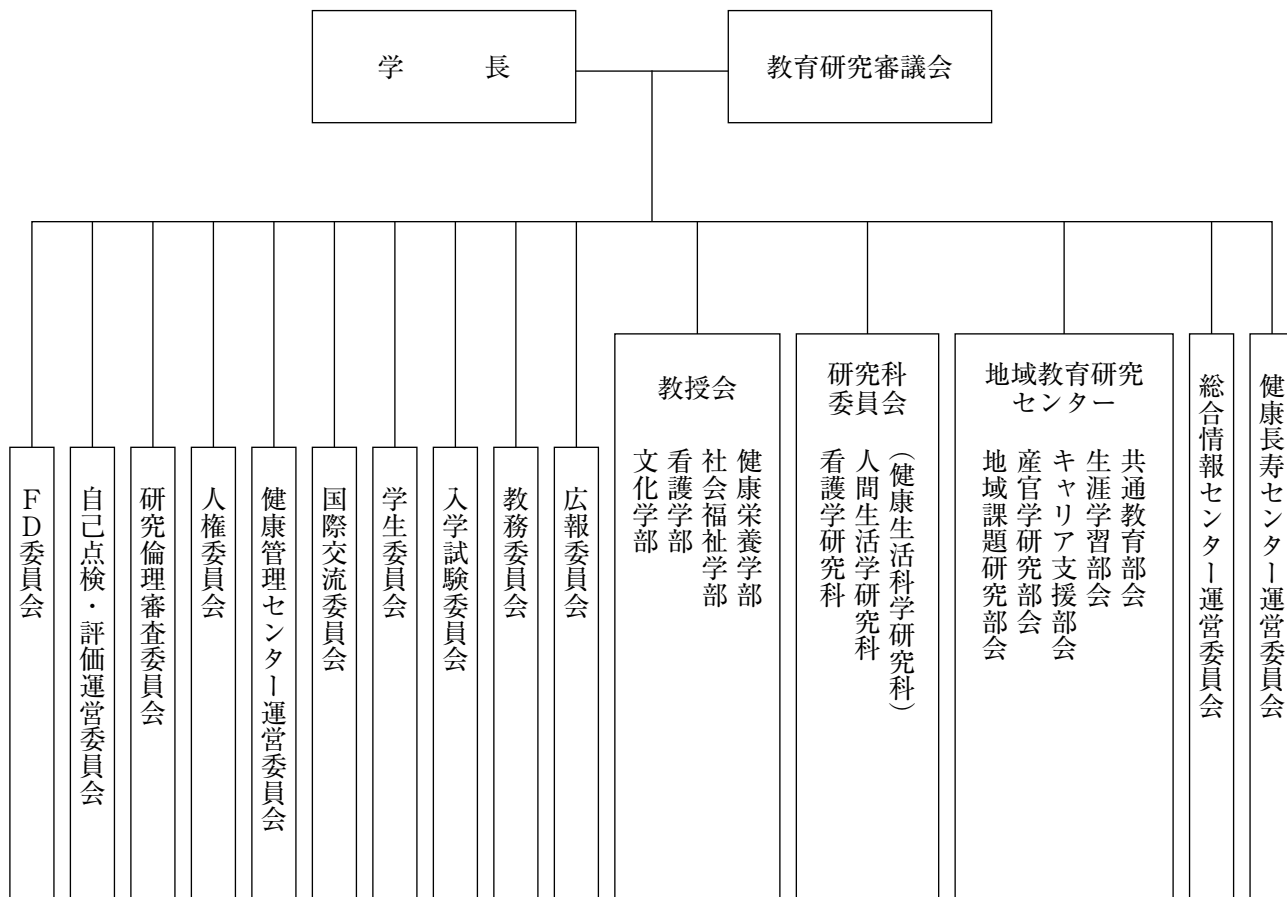 学長
教育研究審議会
FD委員会
自己点検・評価運営委員会
研究倫理審査委員会
人権委員会
健康管理センター運営委員会
国際交流委員会
学生委員会
入学試験委員会
教務委員会
広報委員会
教授会
健康栄養学部
社会福祉学部
看護学部
文化学部
研究科
委員会
（健康生活科学研究科）
人間生活学研究科
看護学研究科
地域教育研究
センター
共通教育部会
生涯学習部会
キャリア支援部会
産官学研究部会
地域課題研究部会
総合情報センター運営委員会
健康長寿センター運営委員会